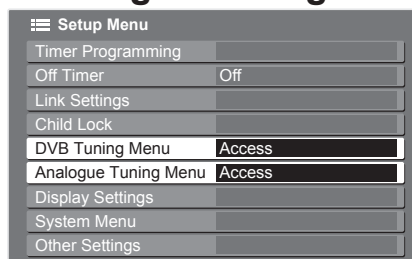 Setup Menu
Timer Programming
Off Timer Off
Link Settings
Child Lock
DVB Tuning Menu Access
Analogue Tuning Menu Access
Display Settings
System Menu
Other Settings